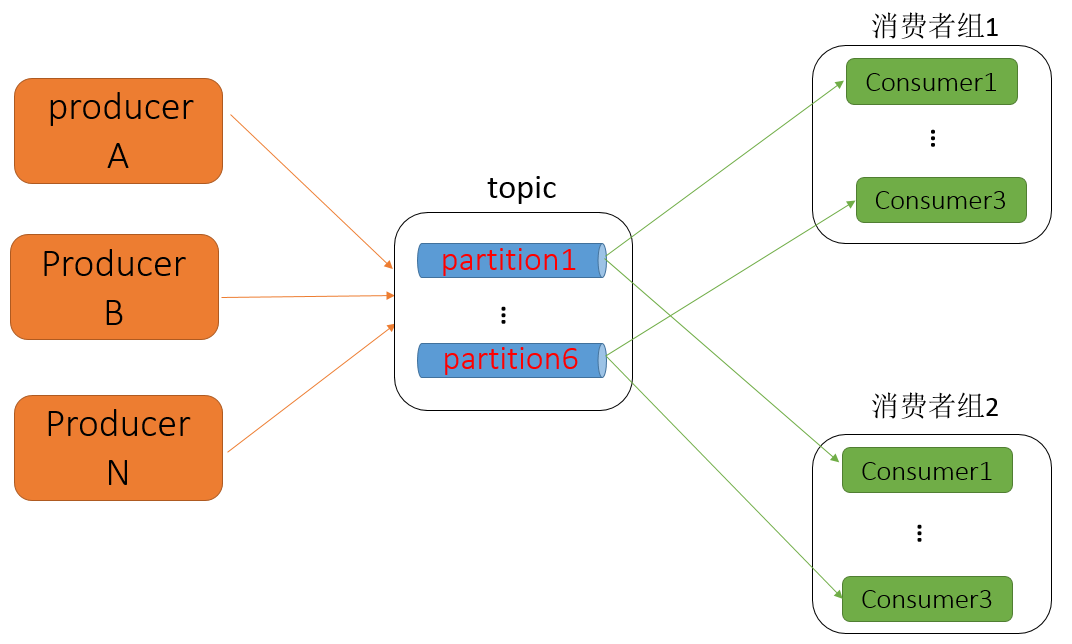 producer
A
Producer
B
Producer
N
topic
partition1
partition6
消费者组1
Consumer1
Consumer3
消费者组2
Consumer1
Consumer3